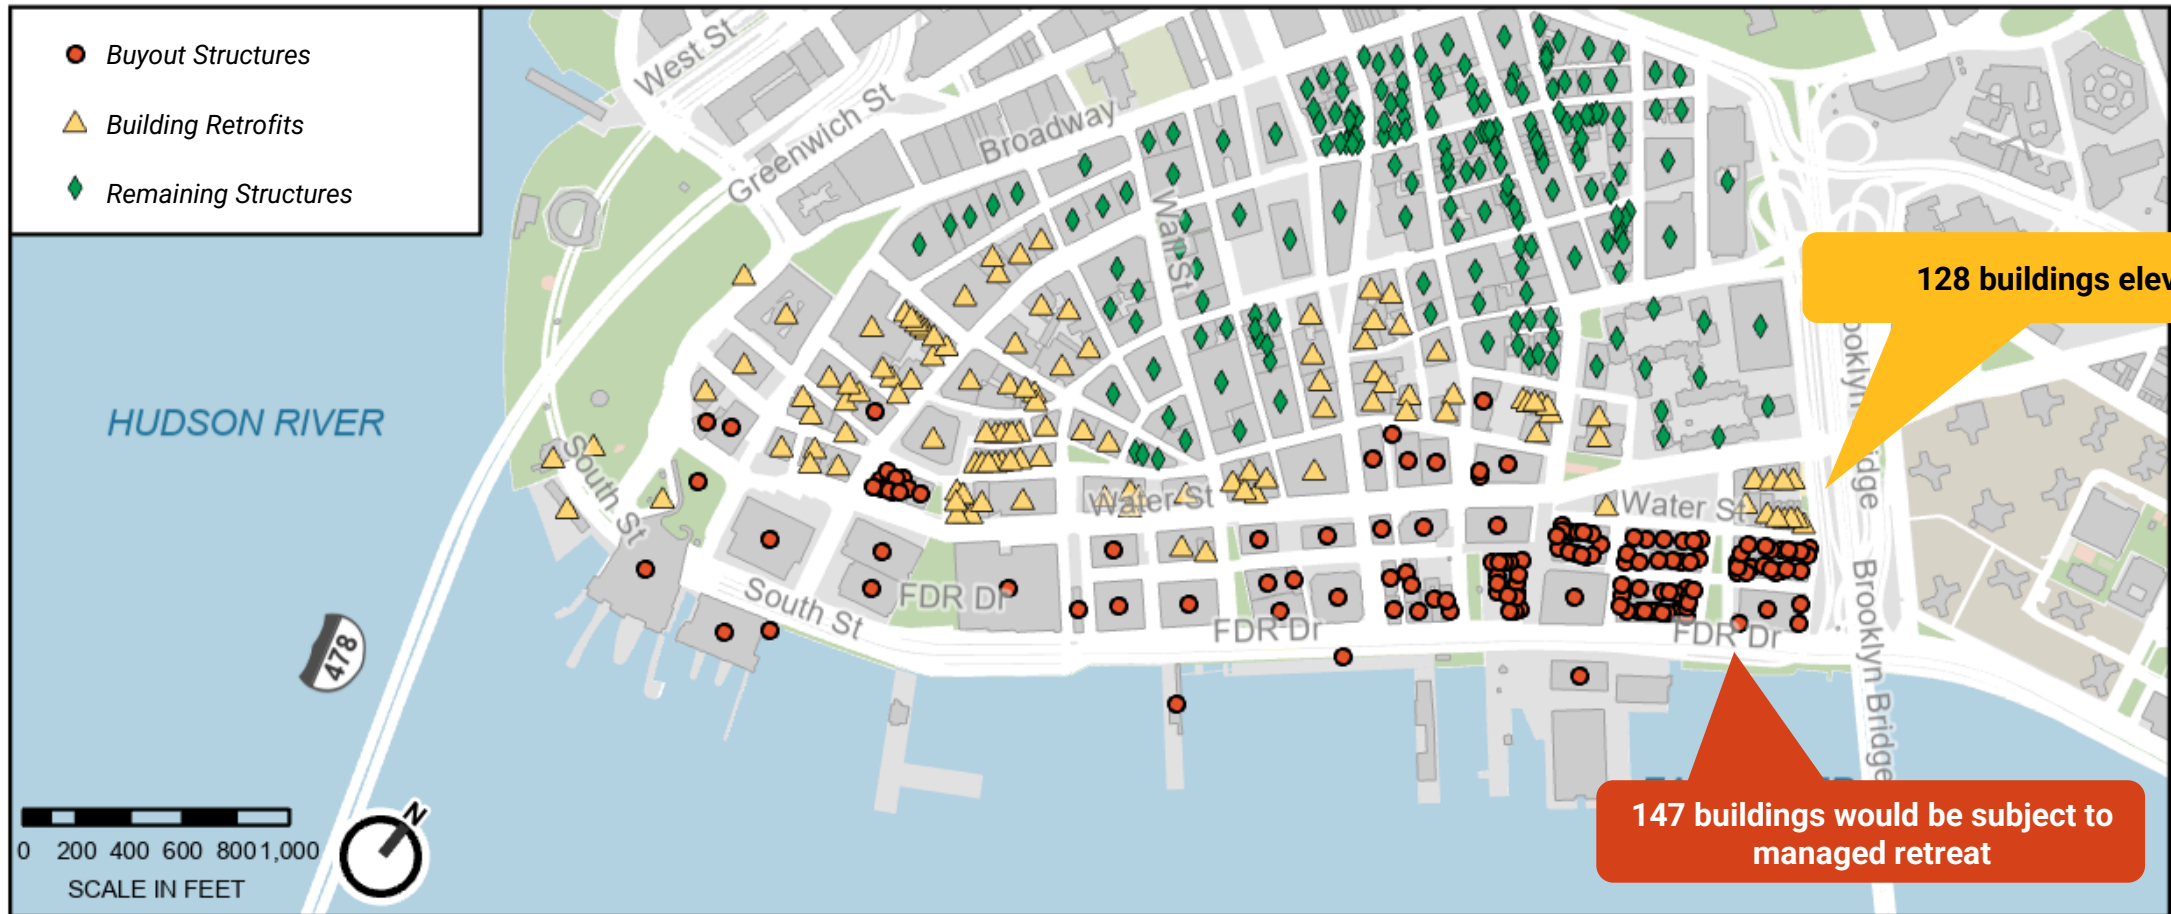 Buyout Structures
Building Retrofits
Remaining Structures
West St
Greenwich St
Broadway
Wall St
128 buildings
HUDSON RIVER
South St
Water St
Water St
Brooklyn Bridge
South St
FDR Dr
FDR Dr
FDR Dr
478
N
147 buildings would be subject to
managed retreat
0 200 400 600 800 1,000
SCALE IN FEET